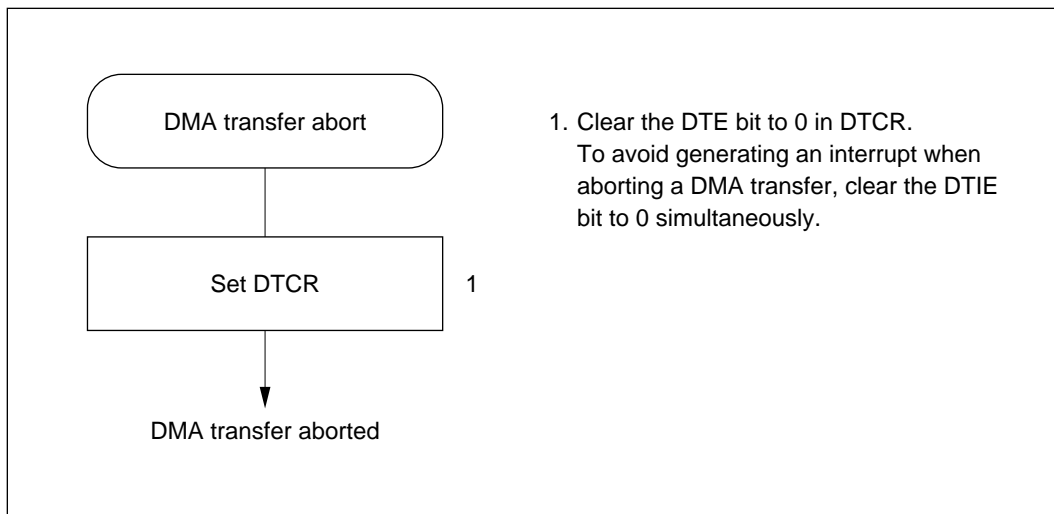 DMA transfer abort
1. Clear the DTE bit to 0 in DTCR.
To avoid generating an interrupt when
aborting a DMA transfer, clear the DTIE
bit to 0 simultaneously.
Set DTCR
1
DMA transfer aborted